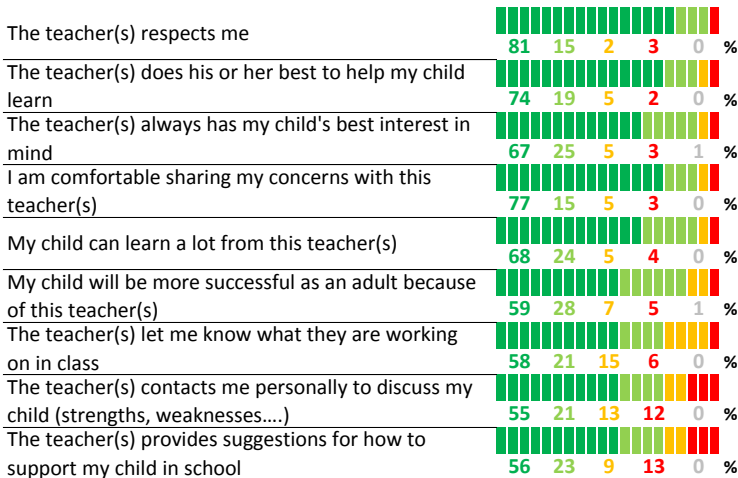 The teacher(s) respects me
81 15 2 3 0 %
The teacher(s) does his or her best to help my child
learn
74 19 5 2 0 %
The teacher(s) always has my child's best interest in
mind
67 25 5 3 1 %
I am comfortable sharing my concerns with this
teacher(s)
77 15 5 3 0 %
My child can learn a lot from this teacher(s)
68 24 5 4 0 %
My child will be more successful as an adult because
of this teacher(s)
59 28 7 5 1 %
The teacher(s) let me know what they are working
on in class
58 21 15 6 0 %
The teacher(s) contacts me personally to discuss my
child (strengths, weaknesses....)
55 21 13 12 0 %
The teacher(s) provides suggestions for how to
support my child in school
56 23 9 13 0 %